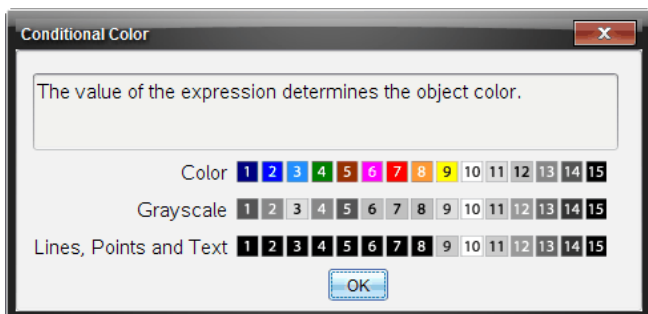 Conditional Color
X
The value of the expression determines the object color.
Color 1 2 3 4 5 6 7 8 9 10 11 12 13 14 15
Grayscale 1 2 3 4 5 6 7 8 9 10 11 12 13 14 15
Lines, Points and Text 1 2 3 4 5 6 7 8 9 10 11 12 13 14 15
OK